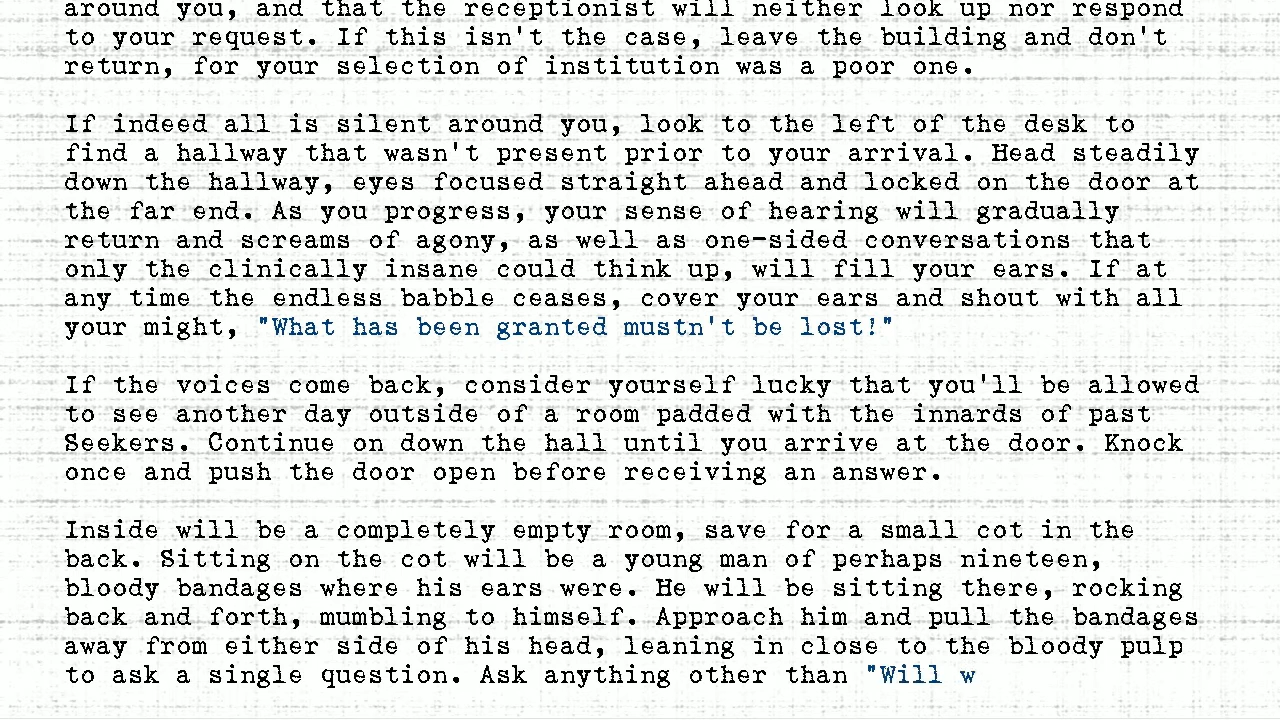 around you, and that the receptionist will neither look up nor respond
to your request. If this isn't the case, leave the building and don't
return, for your selection of institution was a poor one.
If indeed all is silent around you, look to the left of the desk to
find a hallway that wasn't present prior to your arrival. Head steadily
down the hallway, eyes focused straight ahead and locked on the door at
the far end. As you progress, your sense of hearing will gradually
return and screams of agony, as well as one-sided conversations that
only the clinically insane could think up, will fill your ears. If at
any time the endless babble ceases, cover your ears and shout with all
your might, "What has been granted mustn't be lost!"
If the voices come back, consider yourself lucky that you'll be allowed
to see another day outside of a room padded with the innards of past
Seekers. Continue on down the hall until you arrive at the door. Knock
once and push the door open before receiving an answer.
Inside will be a completely empty room, save for a small cot in the
back. Sitting on the cot will be a young man of perhaps nineteen,
bloody bandages where his ears were. He will be sitting there, rocking
back and forth, mumbling to himself. Approach him and pull the bandages
away from either side of his head, leaning in close to the bloody pulp
to ask a single question. Ask anything other than "Will w